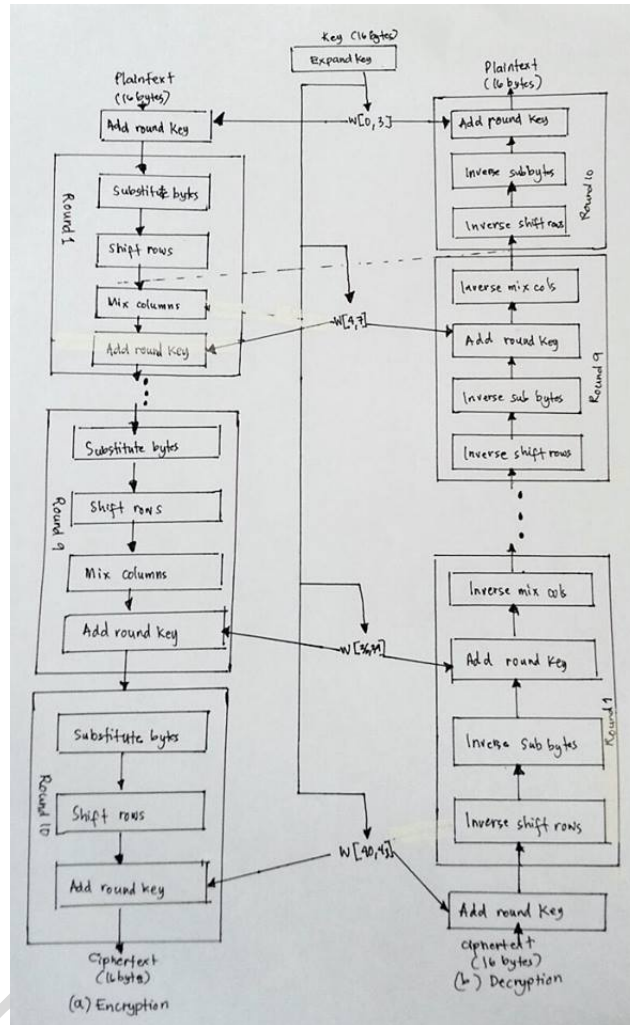 Key (16 Bytes)
Expand key
Plaintext
(16 bytes)
Add round key
Round 1
Substitute bytes
Shift rows
Mix columns
Add round key
Round 9
Substitute bytes
Shift rows
Mix columns
Add round key
Round 10
Substitute bytes
Shift rows
Add round key
Ciphertext
(16 byte)
(a) Encryption
W[0,3]
W[4,7]
W[36,39]
W[40,43]
Plaintext
(16 bytes)
Add round key
Inverse subbytes
Inverse shift rows
Round 10
Inverse mix cols
Add round key
Inverse sub bytes
Inverse shift rows
Round 9
Inverse mix cols
Add round key
Inverse Sub bytes
Inverse shift rows
Round 1
Add round key
Ciphertext
(16 bytes)
(b) Decryption